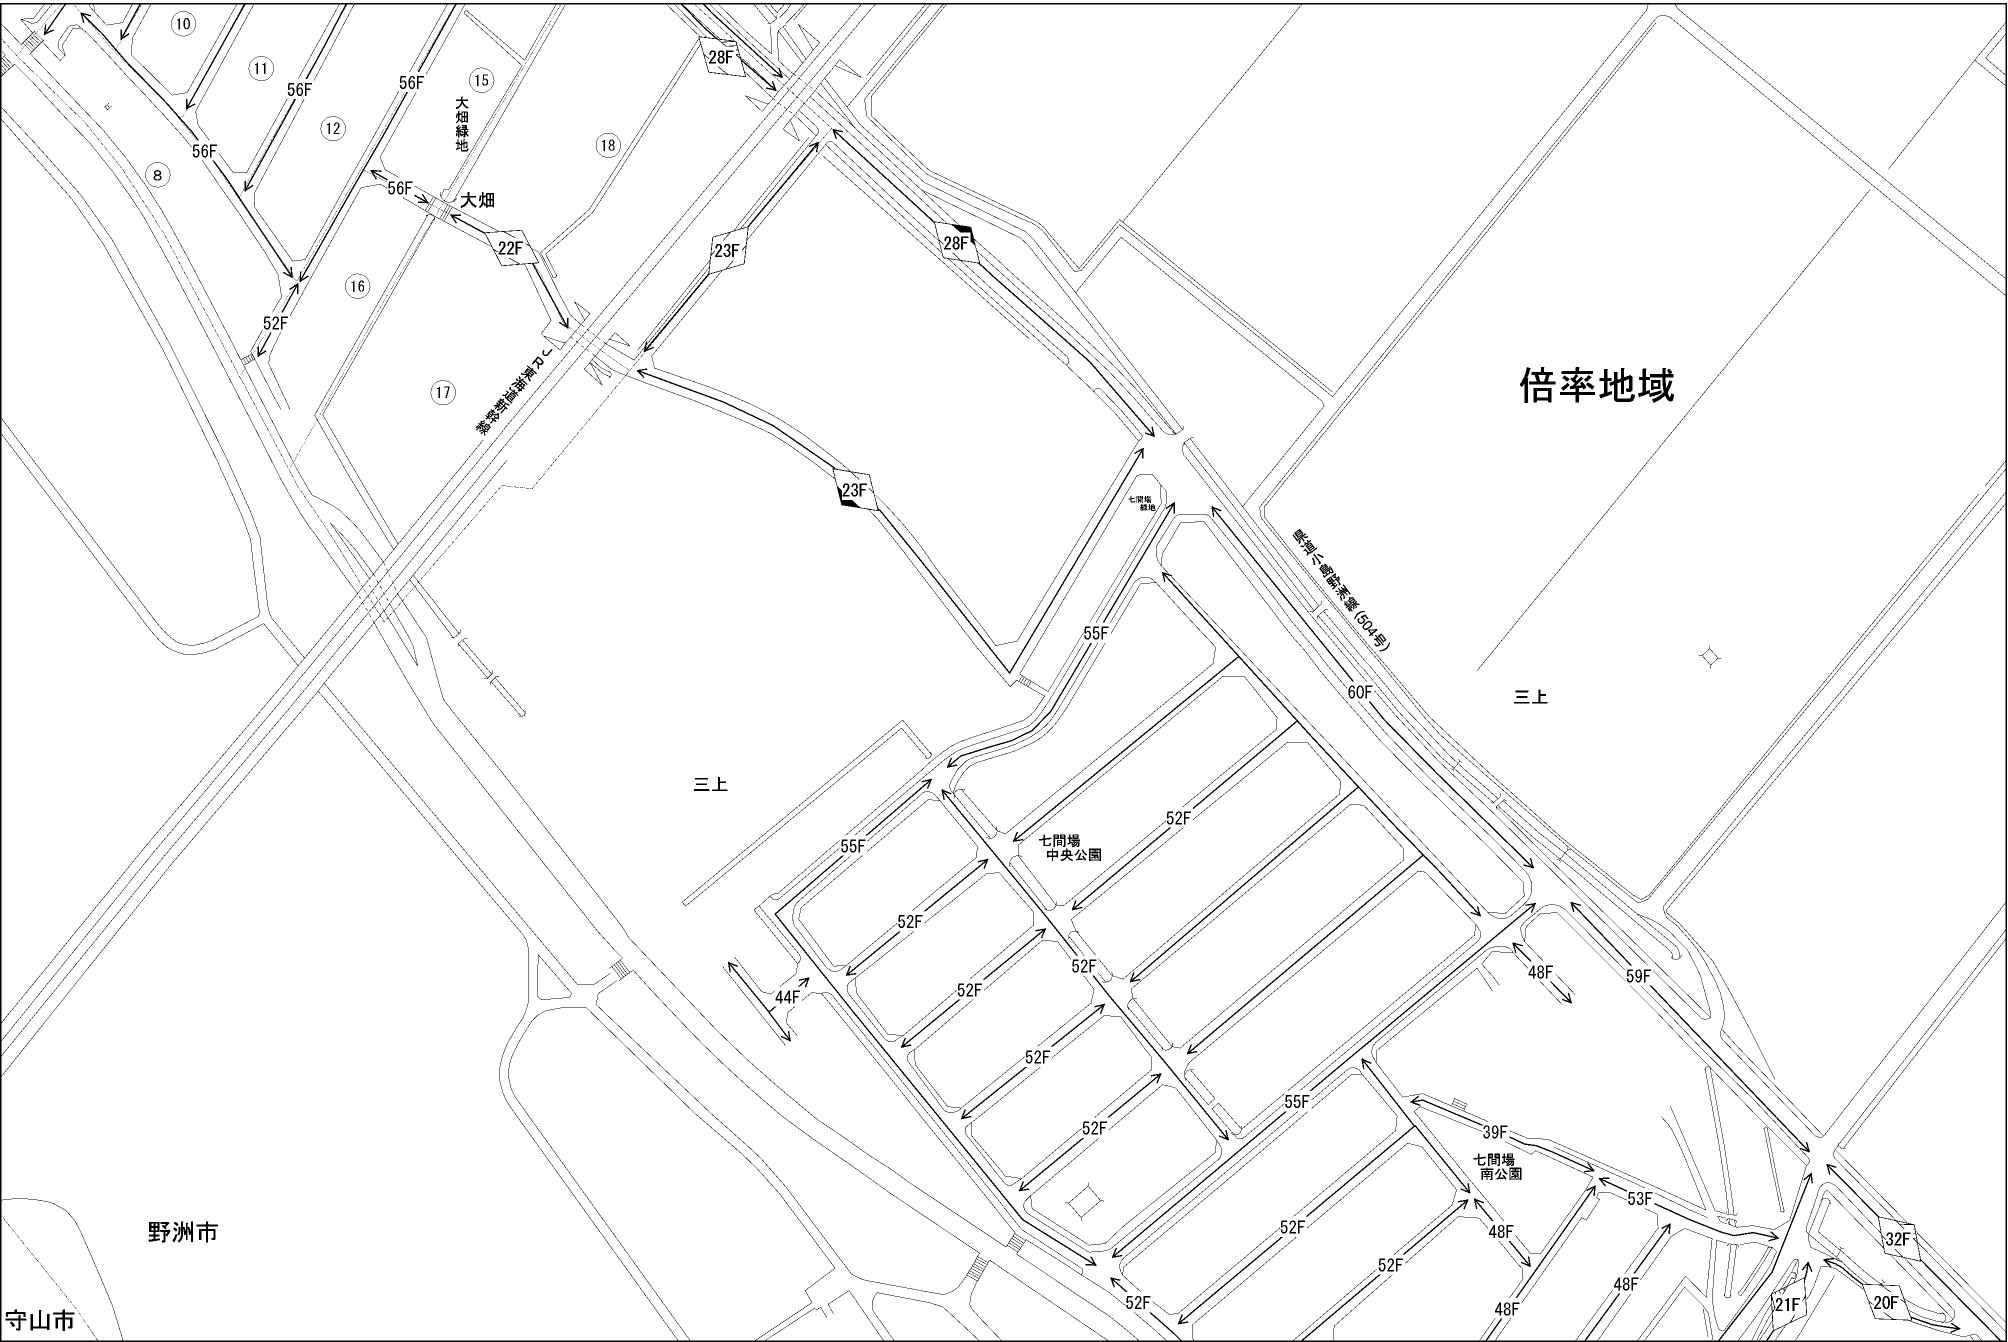 10
28F
11
15
56F
56F
大畑緑地
12
18
56F
8
56F
大畑
28F
22F
23F
16
52F
JR東海道新幹線
17
倍率地域
23F
七間場
緑地
県道小島野洲線(504号)
55F
60F
三上
三上
52F
七間場
中央公園
55F
52F
52F
48F
59F
52F
44F
52F
55F
52F
39F
七間場
南公園
53F
52F
48F
野洲市
32F
52F
48F
52F
48F
21F
20F
守山市